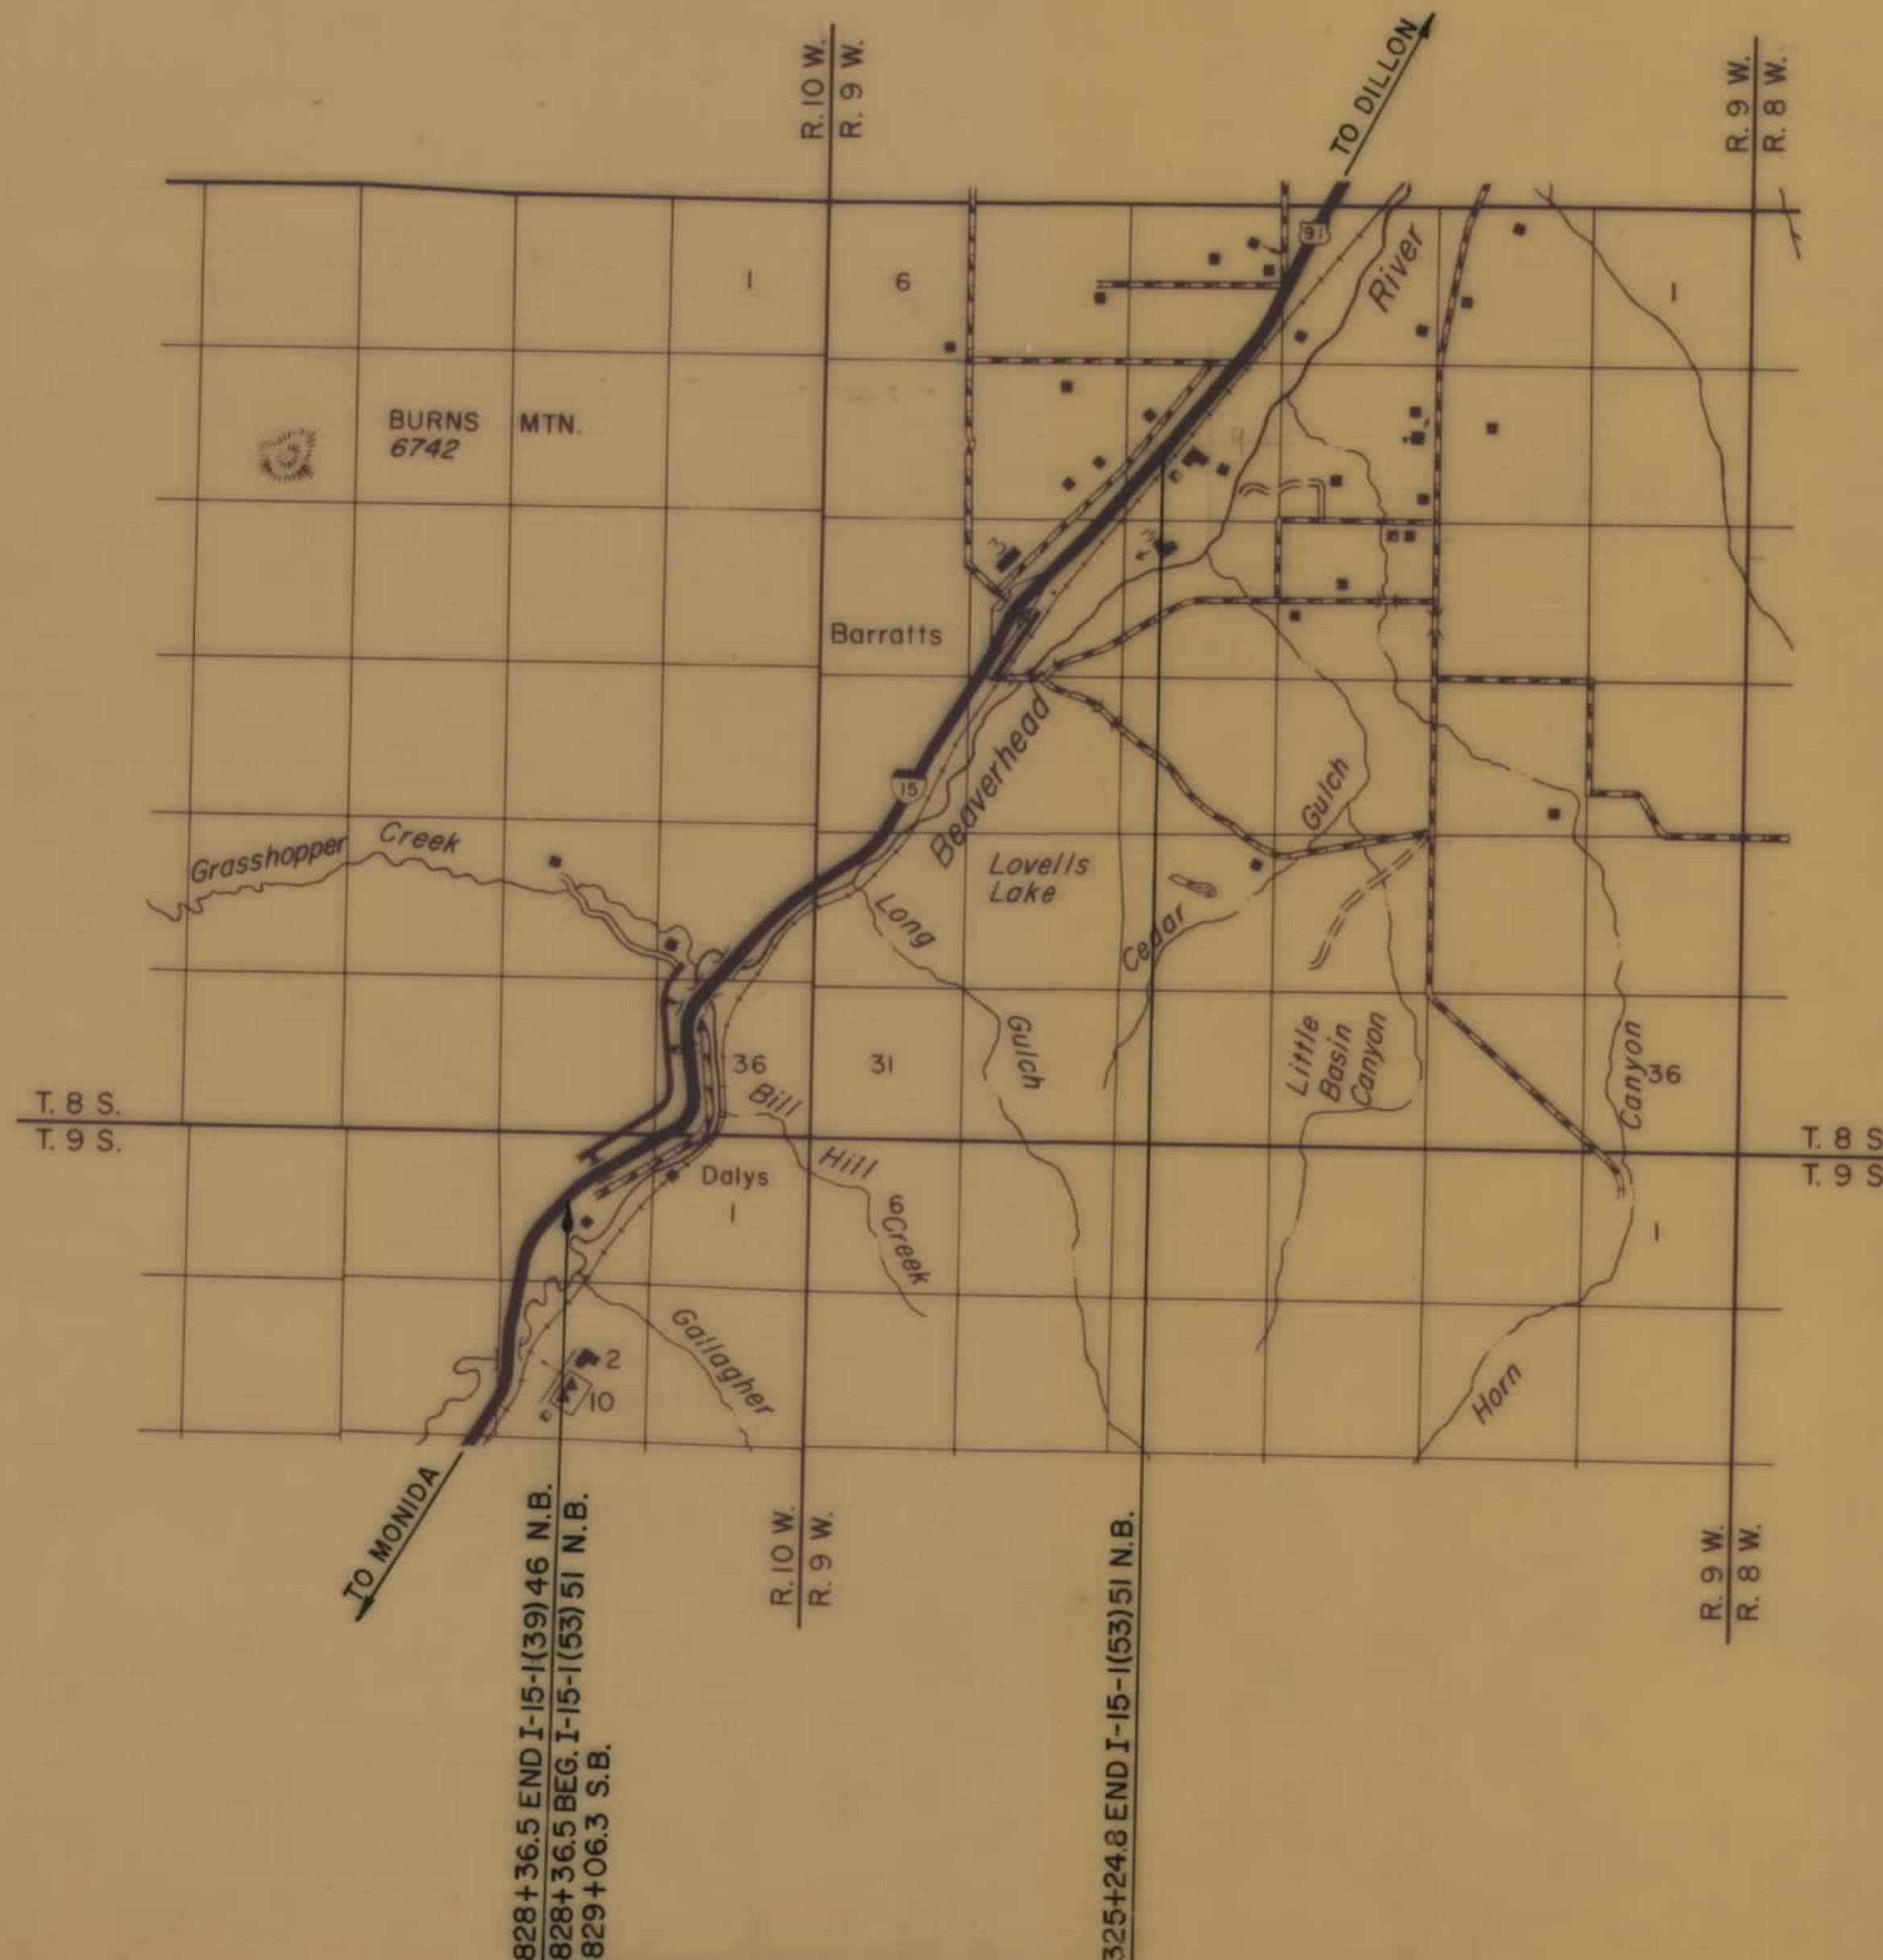 R. 10 W.
R. 9 W.
TO DILLON
R. 9 W.
R. 8 W.
91
River
1
6
1
BURNS MTN.
6742
3
Barratts
15
Beaverhead
Gulch
Grasshopper Creek
Lovells
Lake
Long
Cedar
Gulch
Little
Basin
Canyon
Canyon
36
31
36
Bill
T. 8 S.
T. 9 S.
T. 8 S
T. 9 S
Dalys
Hill
1
6
Creek
1
Gallagher
2
10
Horn
TO MONIDA
R. 10 W.
R. 9 W.
R. 9 W.
R. 8 W.
828+36.5 END I-15-1(39)46 N.B.
828+36.5 BEG. I-15-1(53)51 N.B.
829+06.3 S.B.
325+24.8 END I-15-1(53)51 N.B.